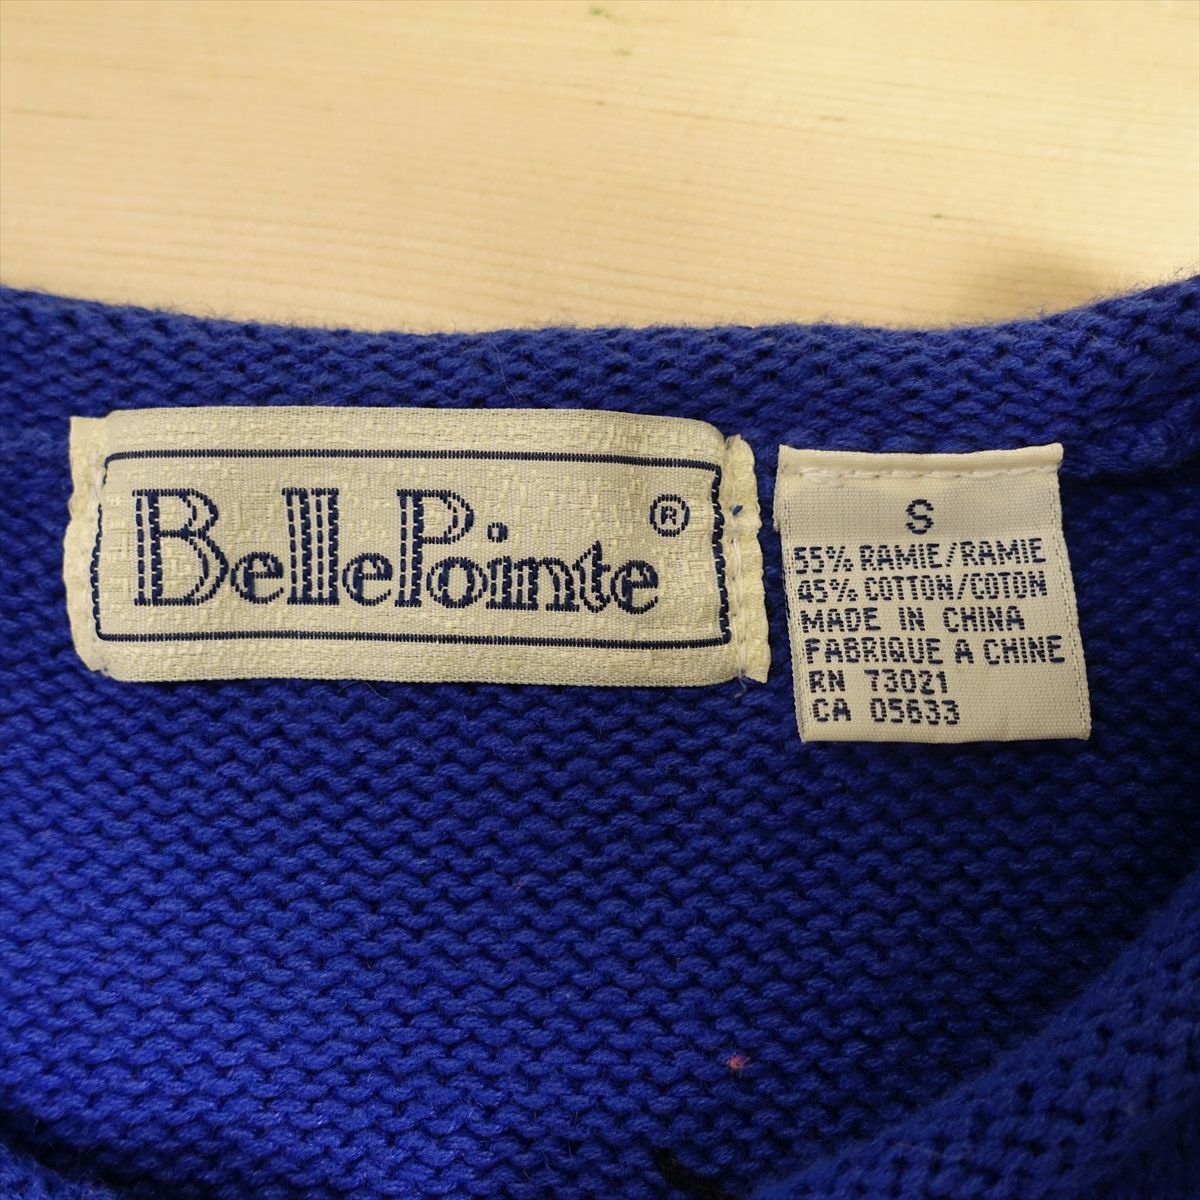 BellePointe ®
S
55% RAMIE/RAMIE
45% COTTON/COTON
MADE IN CHINA
FABRIQUE A CHINE
RN 73021
CA 05633